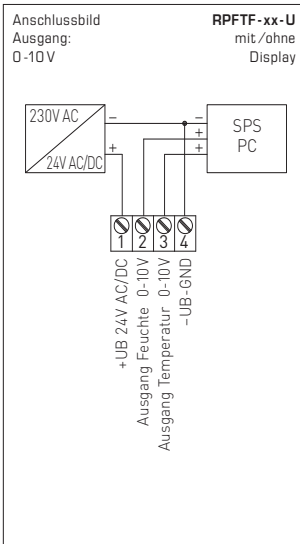 Anschlussbild RPFTF-xx-U
Ausgang: mit/ohne
0-10 V Display
230V AC
24V AC/DC
–
+
–
+
+
SPS
PC
1 2 3 4
+UB 24V AC/DC
Ausgang Feuchte 0-10V
Ausgang Temperatur 0-10V
–UB-GND